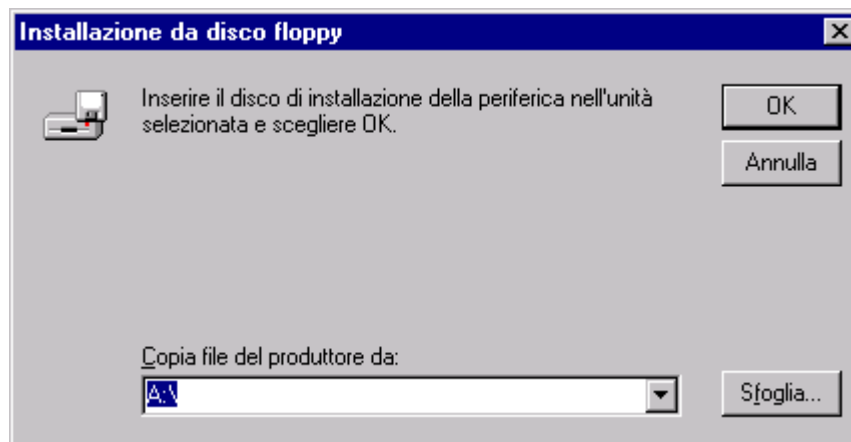 Installazione da disco floppy
Inserire il disco di installazione della periferica nell'unità
selezionata e scegliere OK.
OK
Annulla
Copia file del produttore da:
A:\
Sfoglia...